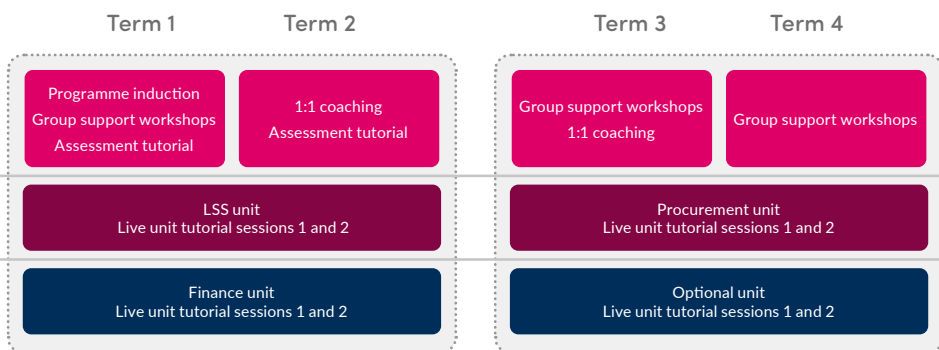 Term 1
Term 2
Term 3
Term 4
Programme induction
Group support workshops
Assessment tutorial
1:1 coaching
Assessment tutorial
Group support workshops
1:1 coaching
Group support workshops
LSS unit
Live unit tutorial sessions 1 and 2
Procurement unit
Live unit tutorial sessions 1 and 2
Finance unit
Live unit tutorial sessions 1 and 2
Optional unit
Live unit tutorial sessions 1 and 2